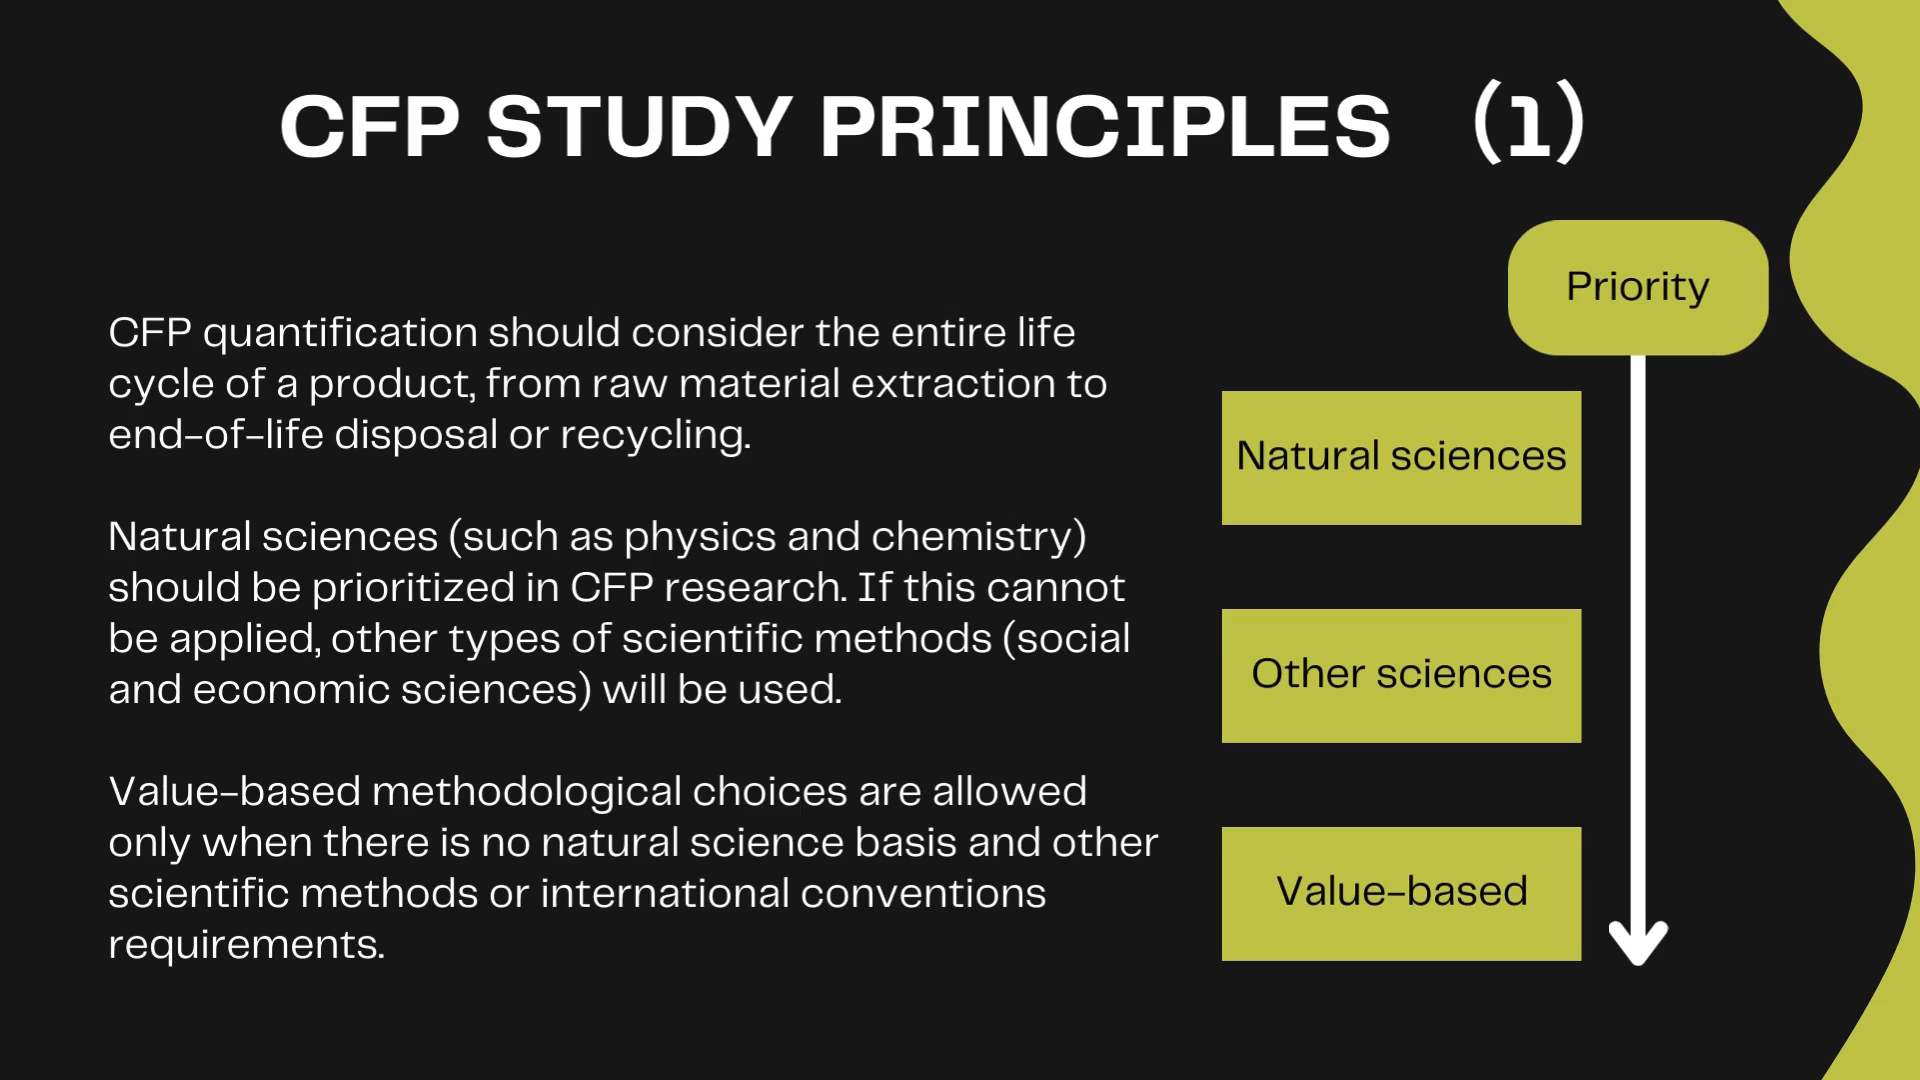 CFP STUDY PRINCIPLES (1)
CFP quantification should consider the entire life
cycle of a product, from raw material extraction to
end-of-life disposal or recycling.
Natural sciences (such as physics and chemistry)
should be prioritized in CFP research. If this cannot
be applied, other types of scientific methods (social
and economic sciences) will be used.
Value-based methodological choices are allowed
only when there is no natural science basis and other
scientific methods or international conventions
requirements.
Priority
Natural sciences
Other sciences
Value-based